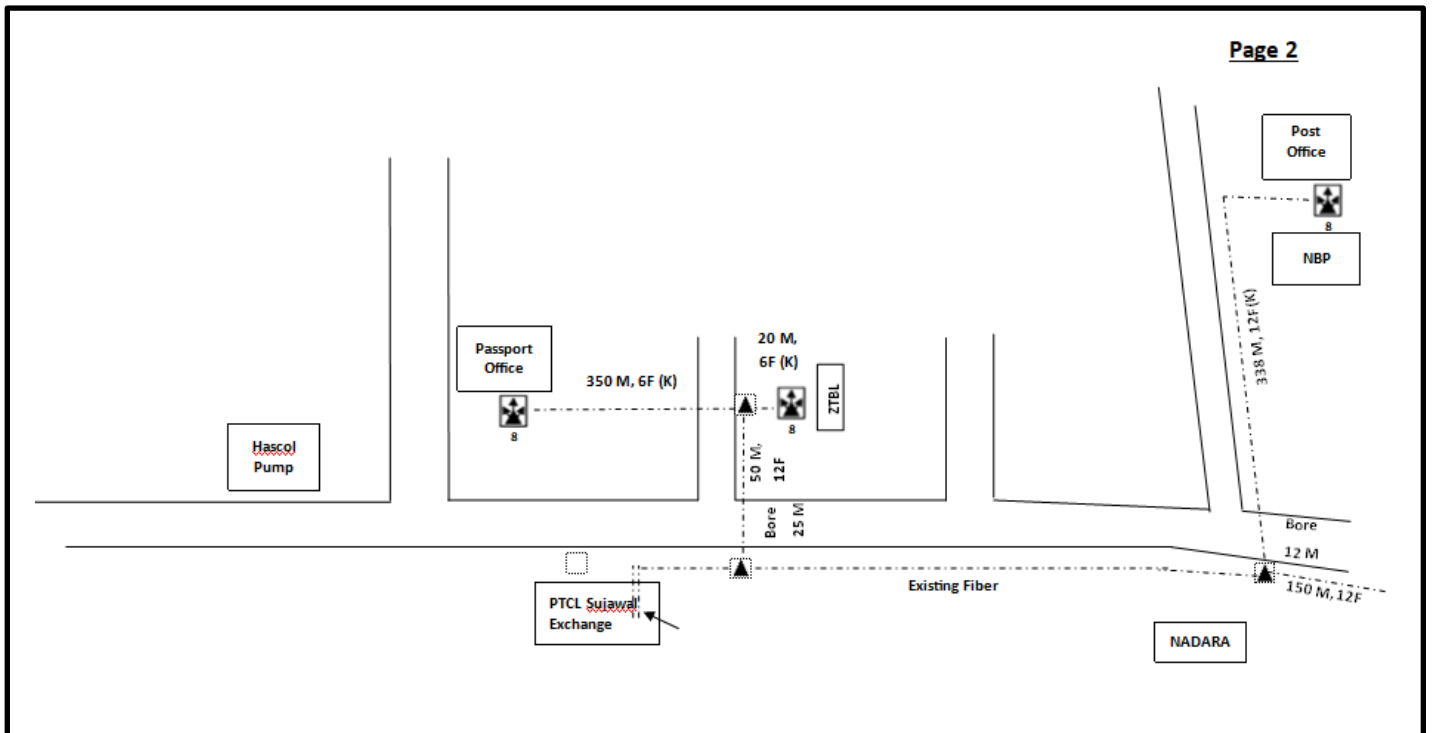 Page 2
Post
Office
8
NBP
338 M, 12F(K)
20 M,
6F (K)
Passport
Office
350 M, 6F (K)
ZTBL
8
8
50 M,
12F
Hascol
Pump
Bore
25 M
Bore
12 M
Existing Fiber
150 M, 12F
PTCL Sujawal
Exchange
NADARA